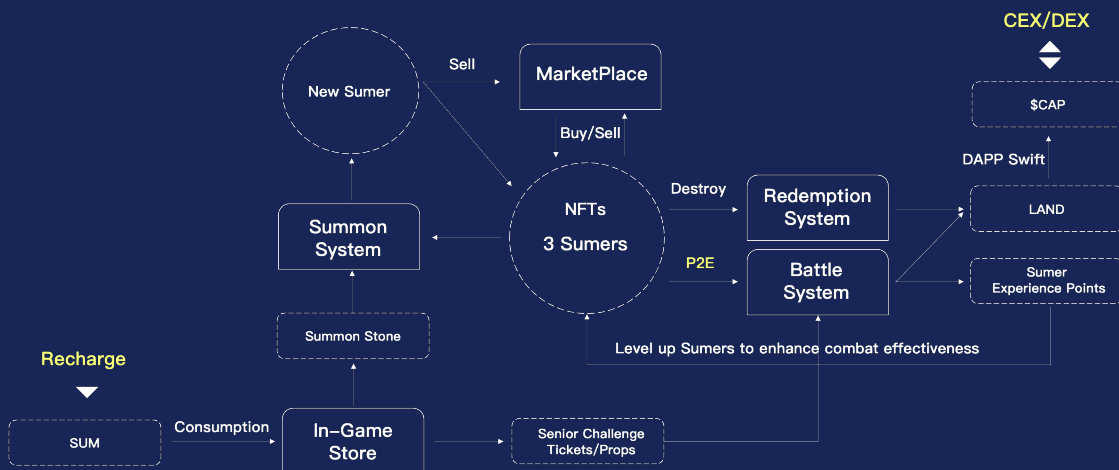 CEX/DEX
Sell
MarketPlace
New Sumer
$CAP
Buy/Sell
DAPP Swift
Destroy
Redemption
System
NFTs
3 Sumers
LAND
Summon
System
P2E
Battle
System
Sumer
Experience Points
Summon Stone
Level up Sumers to enhance combat effectiveness
Recharge
SUM
Consumption
In-Game
Store
Senior Challenge
Tickets/Props